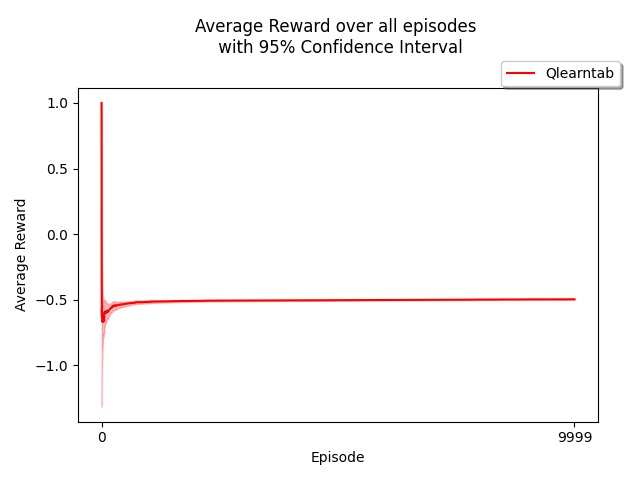 Average Reward over all episodes
with 95% Confidence Interval
Qlearntab
1.0
0.5
0.0
−0.5
−1.0
Average Reward
0
9999
Episode